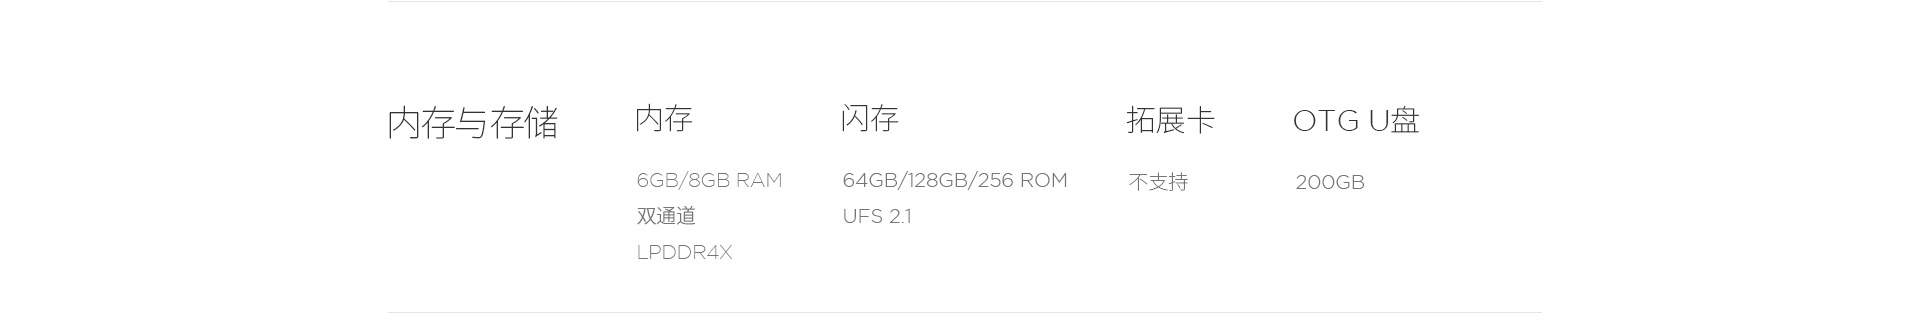 内存与存储
内存
6GB/8GB RAM
双通道
LPDDR4X
闪存
64GB/128GB/256 ROM
UFS 2.1
拓展卡
不支持
OTG U盘
200GB